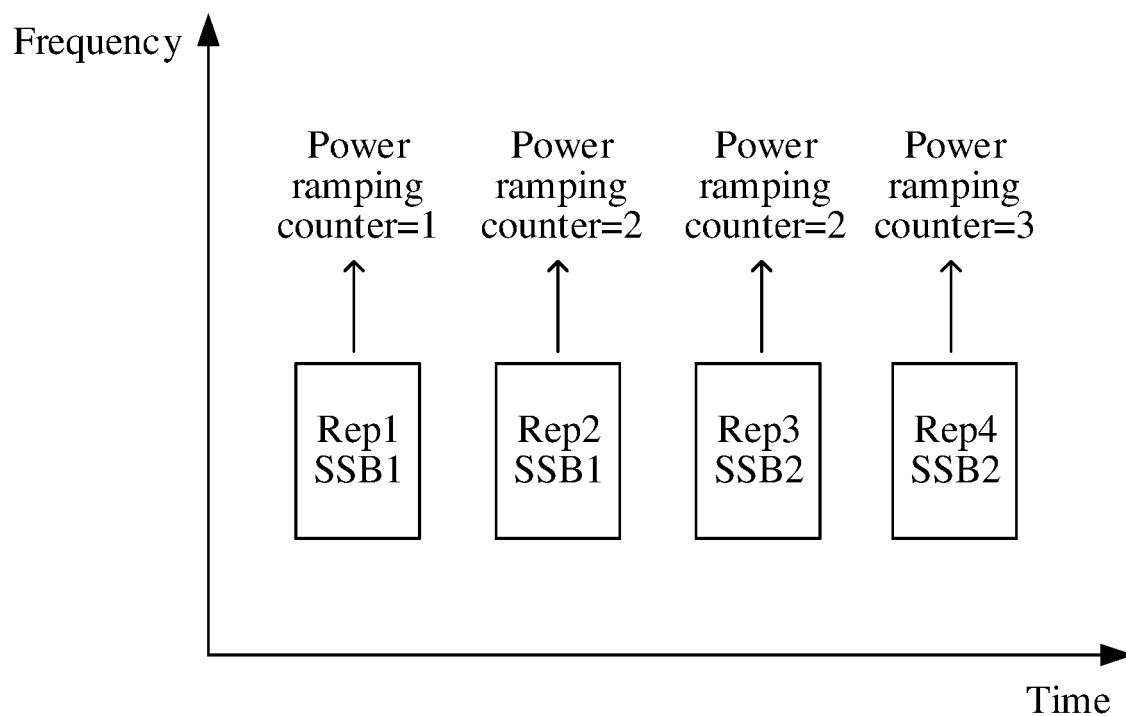 Frequency
Power
ramping
counter=1
Power
ramping
counter=2
Power
ramping
counter=2
Power
ramping
counter=3
Rep1
SSB1
Rep2
SSB1
Rep3
SSB2
Rep4
SSB2
Time